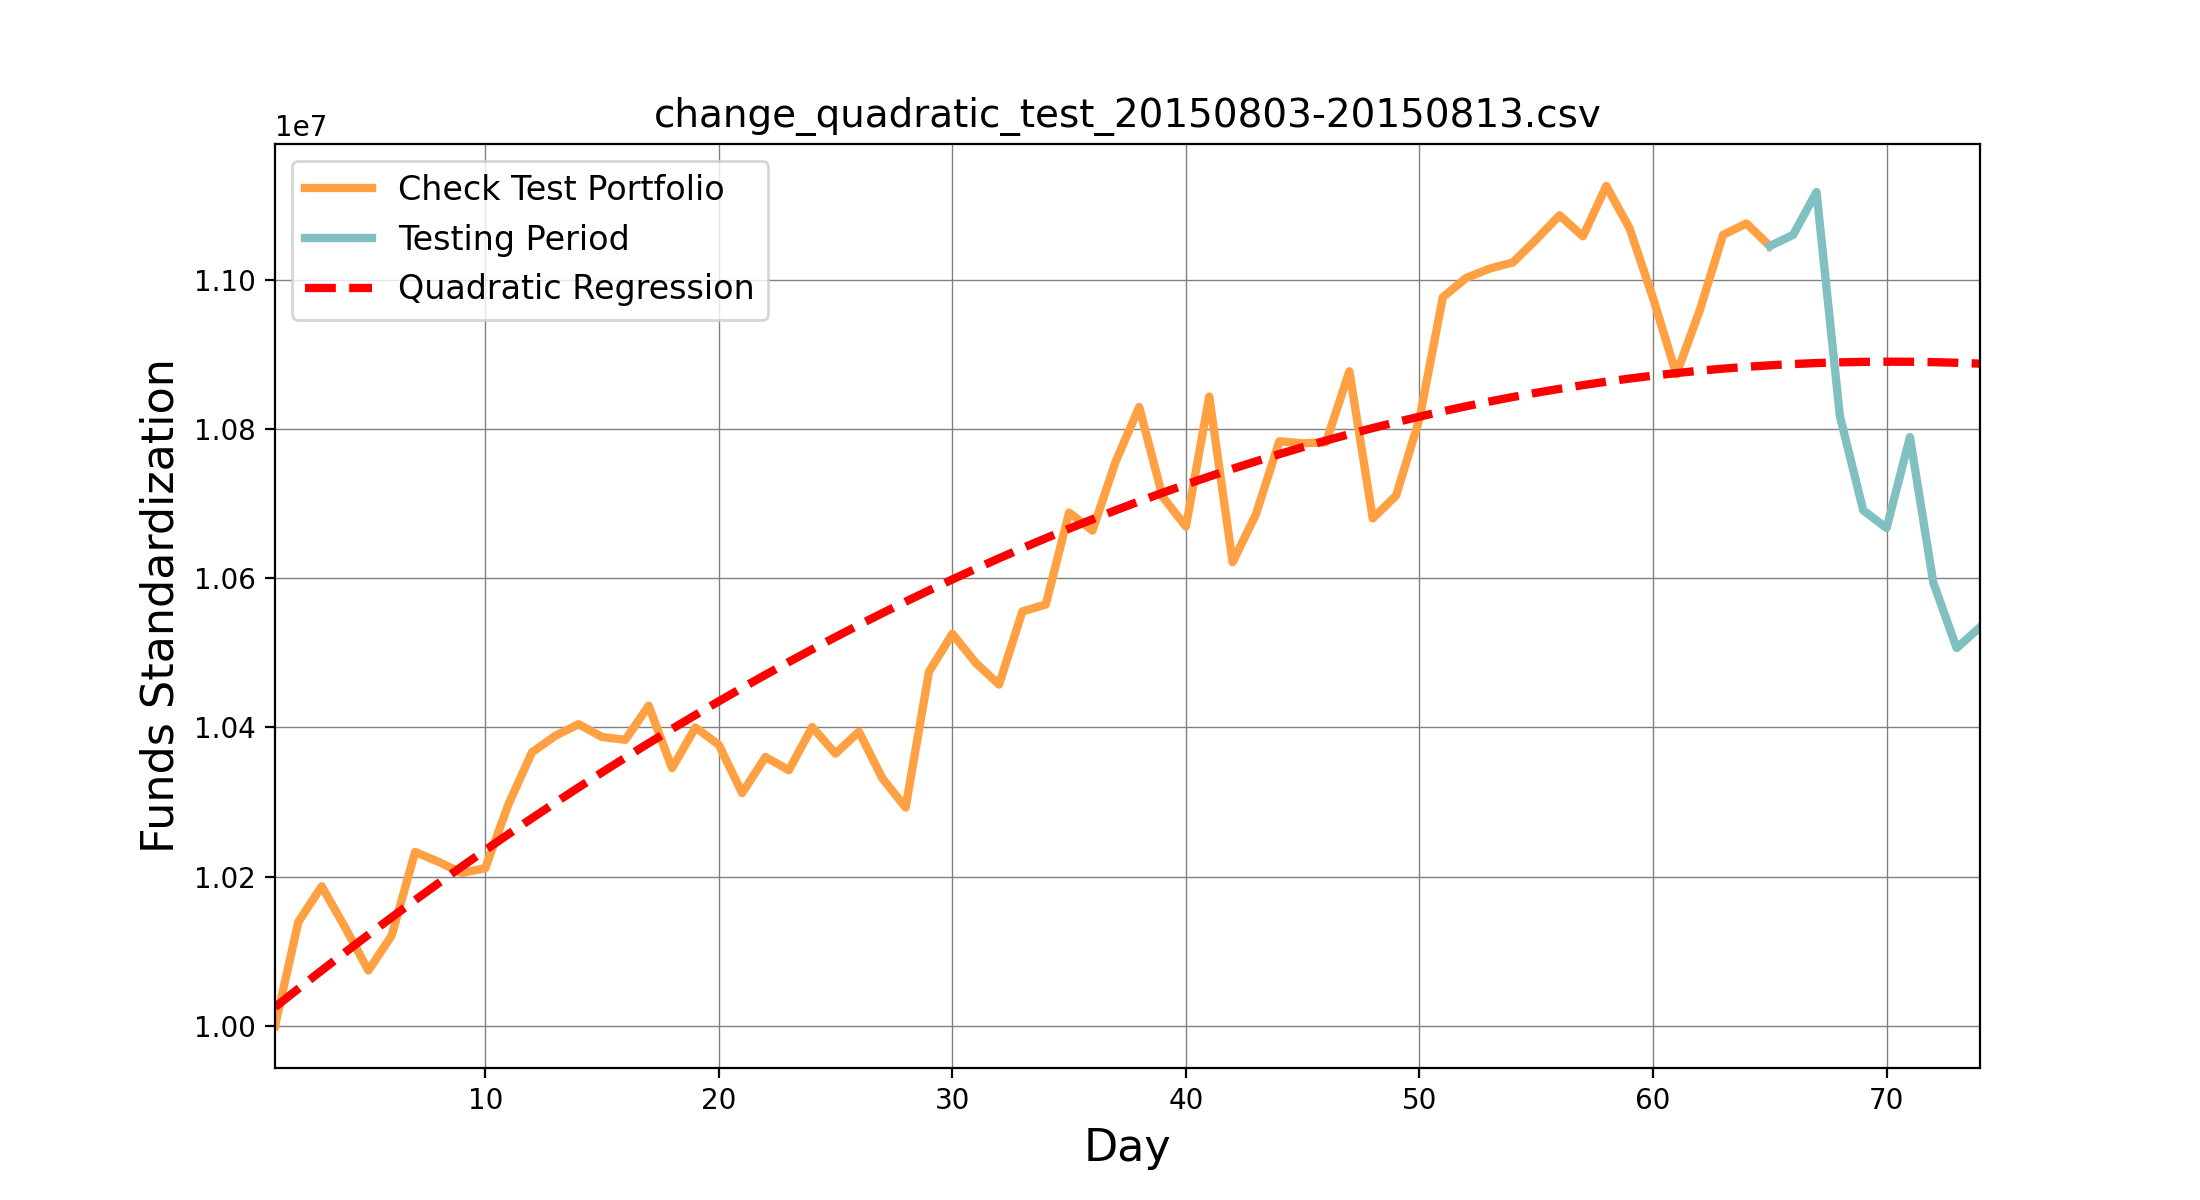 change_quadratic_test_20150803-20150813.csv
1e7
Check Test Portfolio
Testing Period
Quadratic Regression
Funds Standardization
1.10
1.08
1.06
1.04
1.02
1.00
10 20 30 40 50 60 70
Day